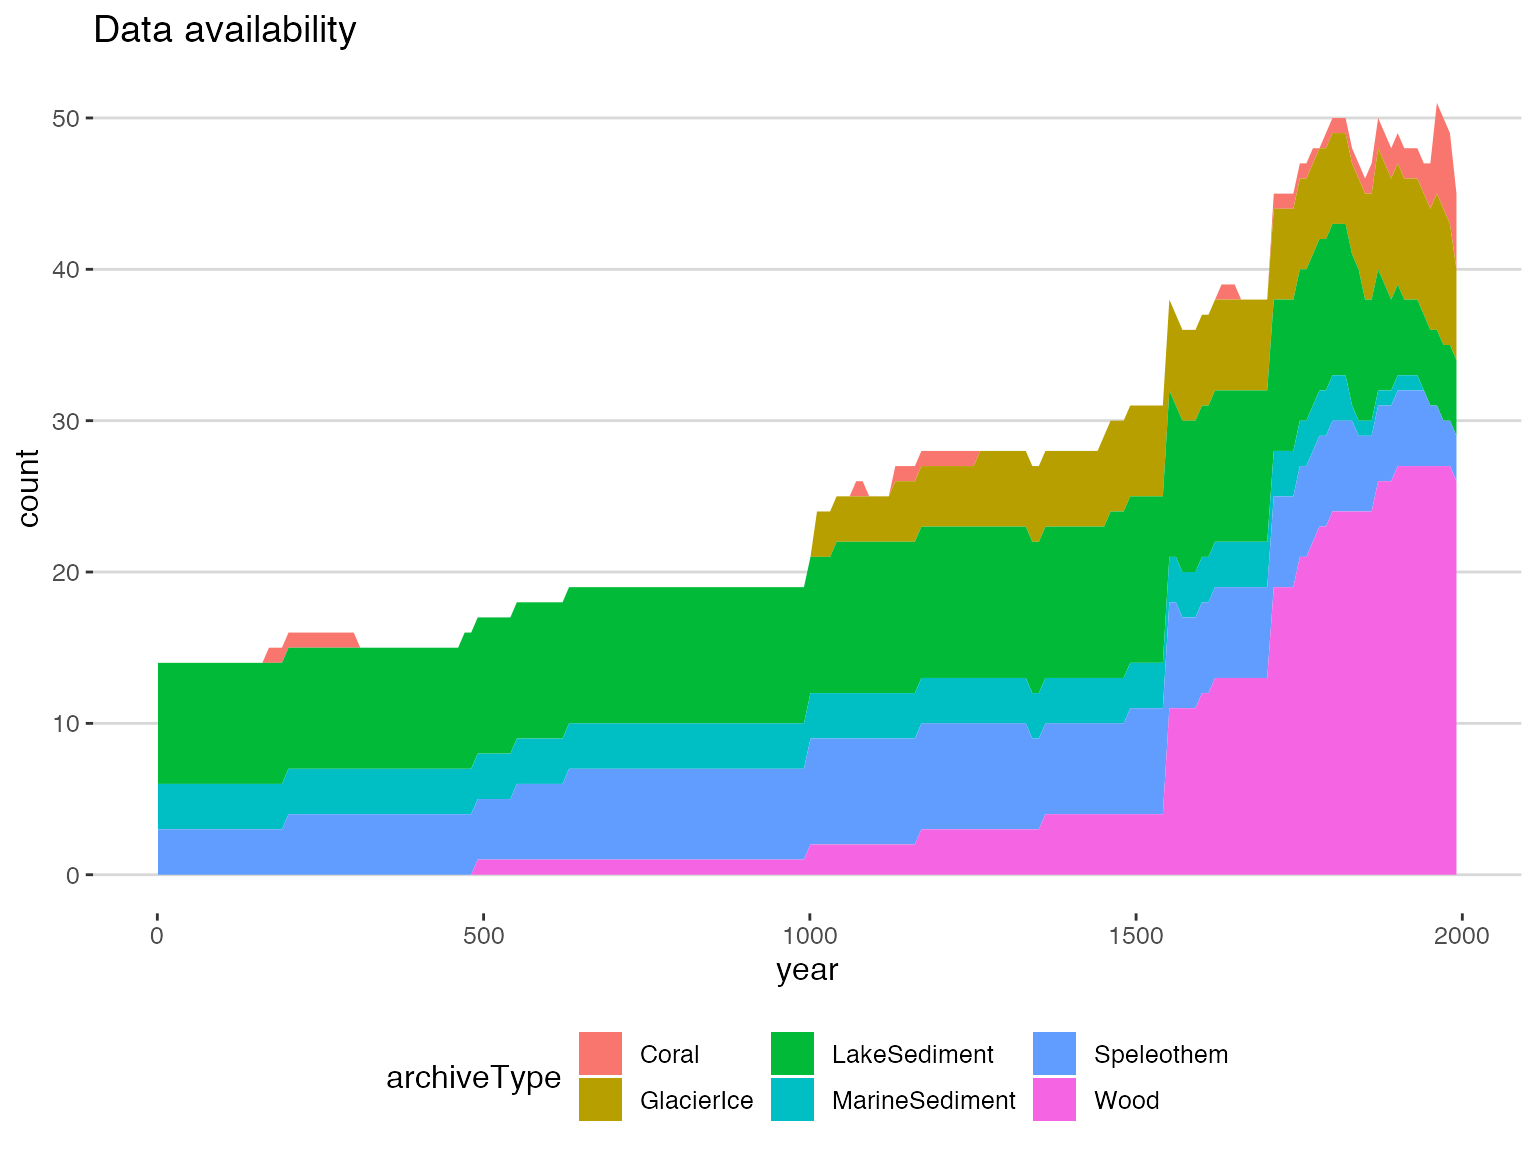 Data availability
50
40
30
20
10
0
count
0 500 1000 1500 2000
year
archiveType
Coral LakeSediment Speleothem
GlacierIce MarineSediment Wood